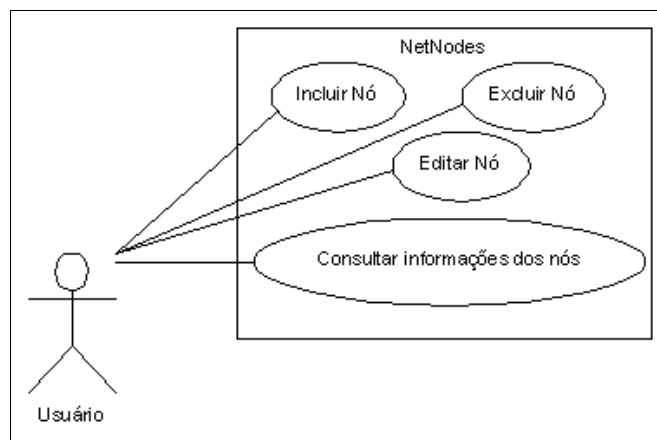 NetNodes
Incluir Nó
Excluir Nó
Editar Nó
Consultar informações dos nós
Usuário